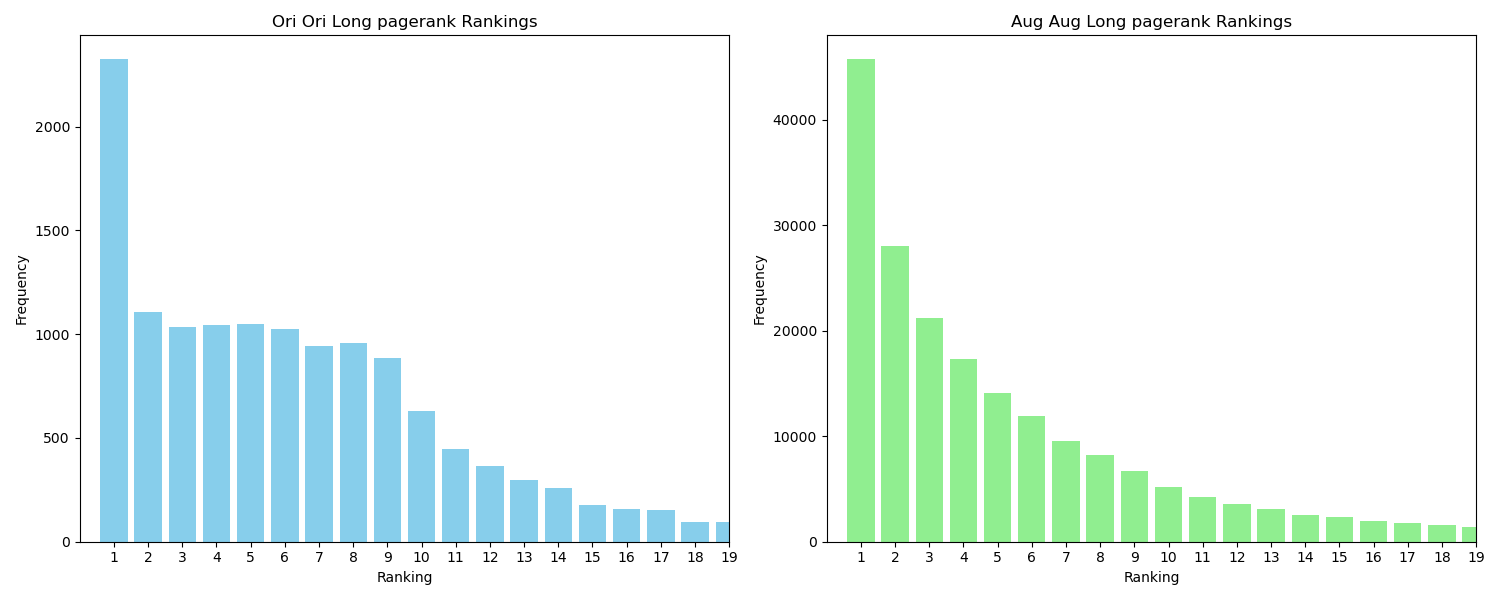 Ori Ori Long pagerank Rankings
Frequency
2000
1500
1000
500
0
1 2 3 4 5 6 7 8 9 10 11 12 13 14 15 16 17 18 19
Ranking
Aug Aug Long pagerank Rankings
Frequency
40000
30000
20000
10000
0
1 2 3 4 5 6 7 8 9 10 11 12 13 14 15 16 17 18 19
Ranking